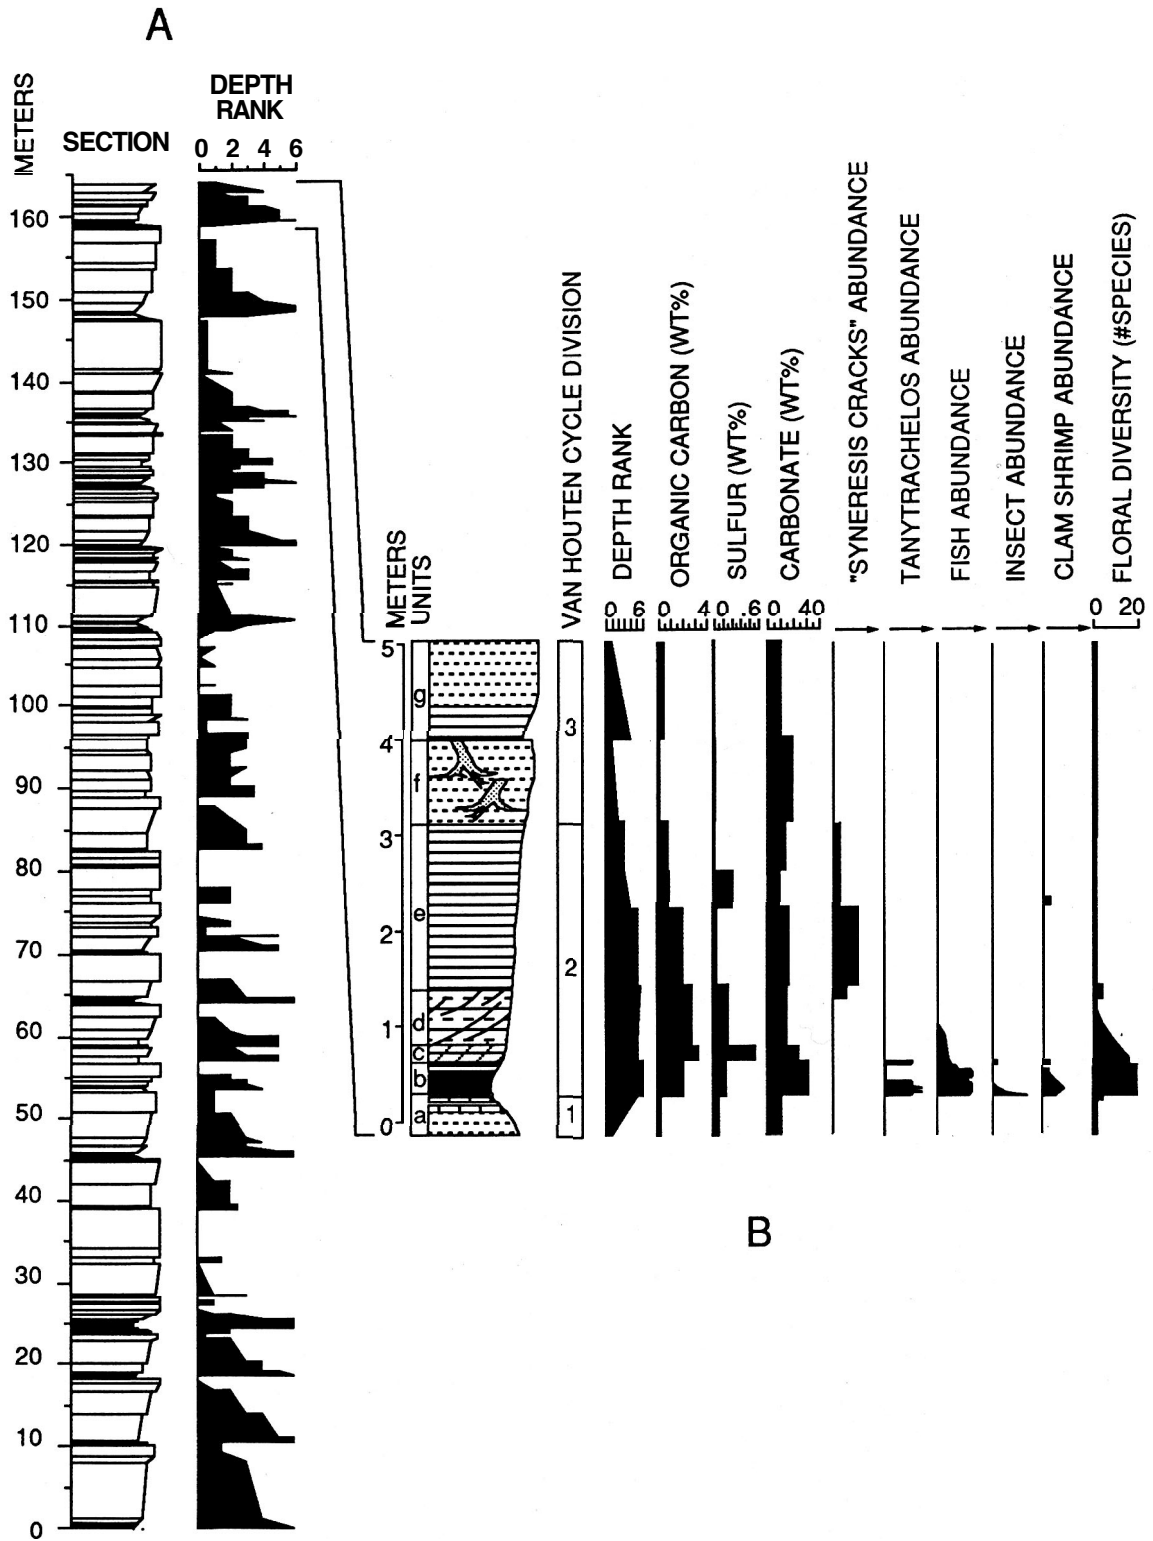 A
METERS
SECTION
DEPTH
RANK
0 2 4 6
160
150
140
130
120
110
100
90
80
70
60
50
40
30
20
10
0
METERS
UNITS
VAN HOUTEN CYCLE DIVISION
DEPTH RANK
ORGANIC CARBON (WT%)
SULFUR (WT%)
CARBONATE (WT%)
"SYNERESIS CRACKS" ABUNDANCE
TANYTRACHELOS ABUNDANCE
FISH ABUNDANCE
INSECT ABUNDANCE
CLAM SHRIMP ABUNDANCE
FLORAL DIVERSITY (#SPECIES)
0 6
0 4
0 .6
0 40
0 20
5
4
3
2
1
0
g
f
e
d
c
b
a
3
2
1
B